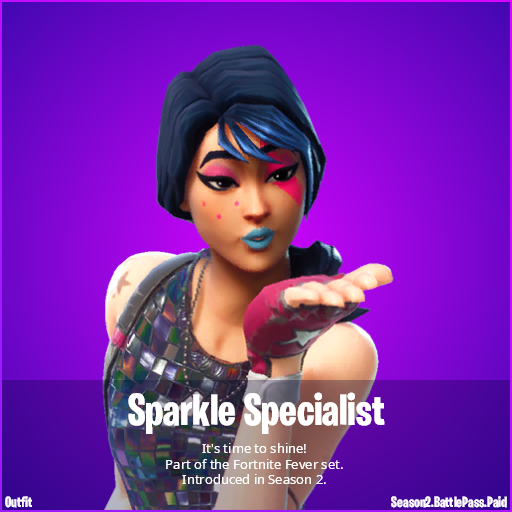 Sparkle Specialist
It's time to shine!
Part of the Fortnite Fever set.
Introduced in Season 2.
Outfit
Season2.BattlePass.Paid